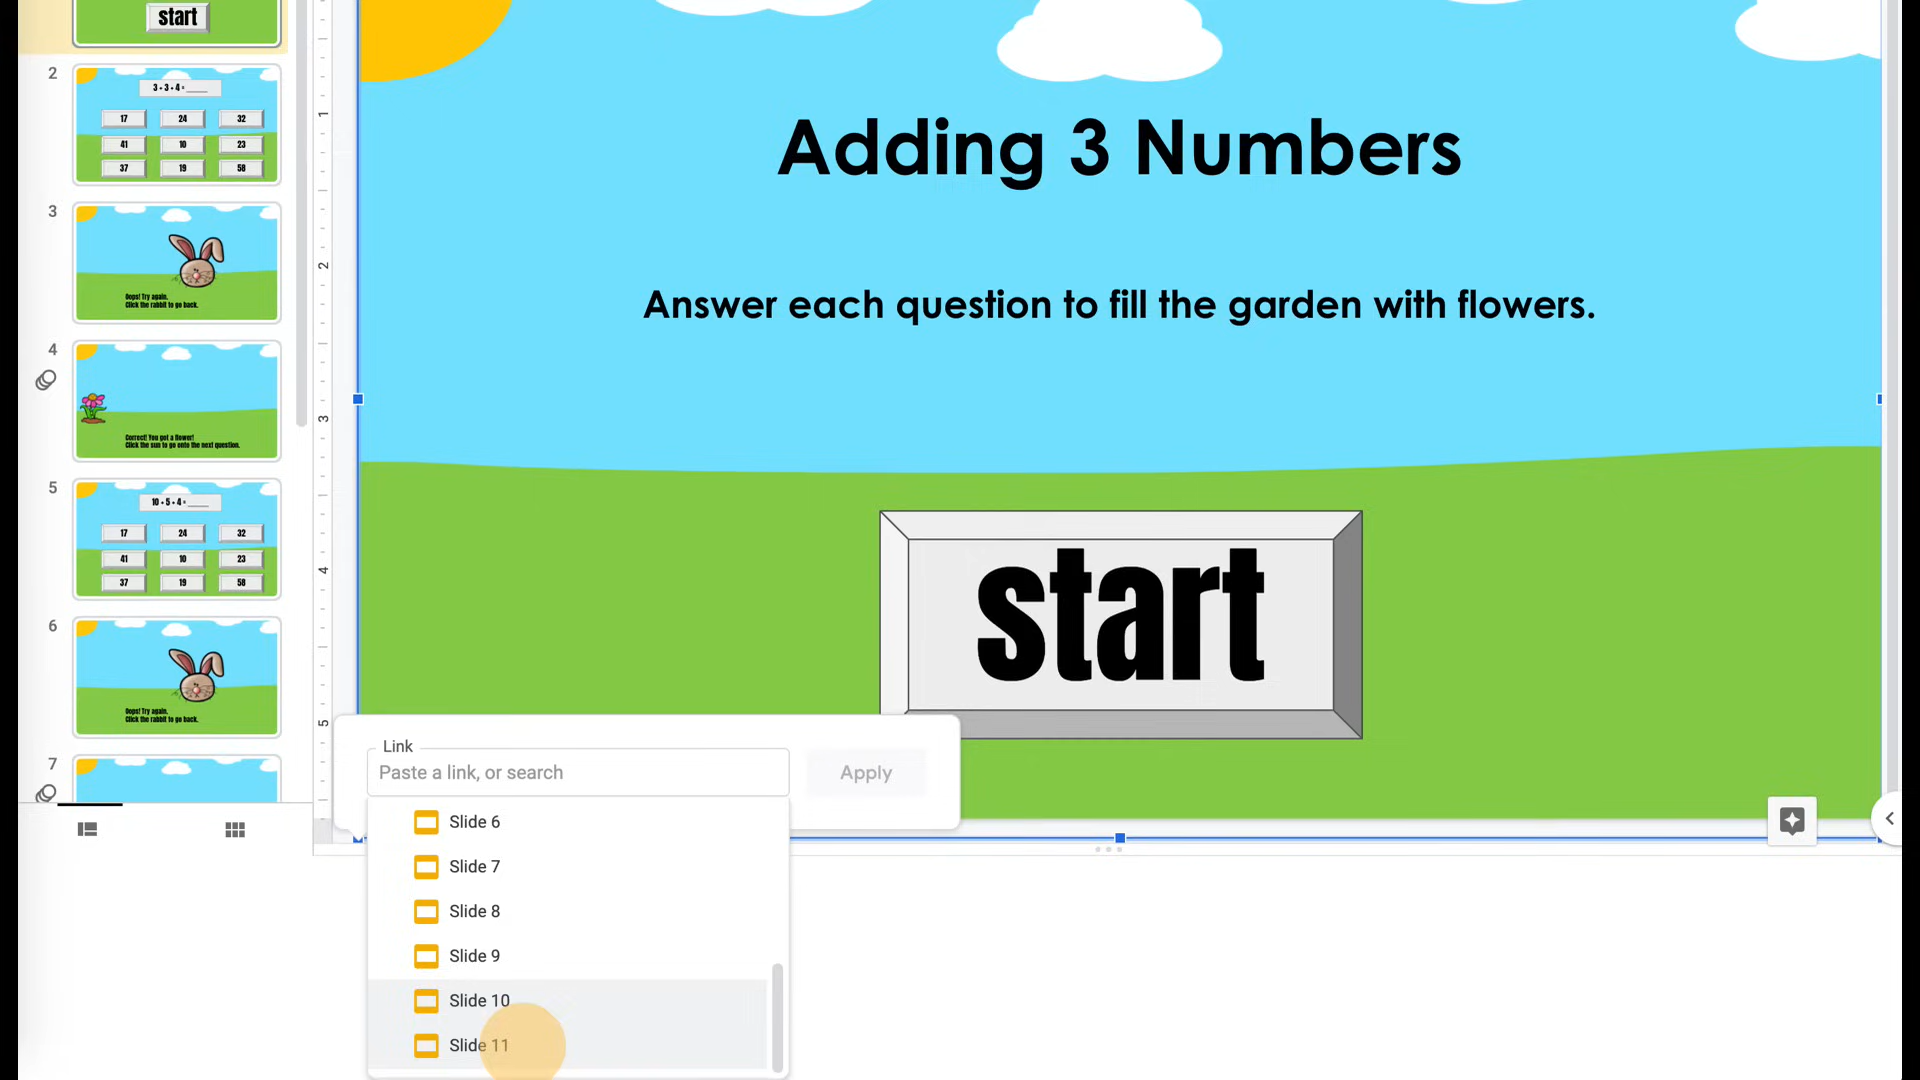 start
2
3 + 3 + 4 = _____
17 24 32
41 10 23
37 19 58
3
Oops! Try again.
Click the rabbit to go back.
4
Correct! You got a flower!
Click the sun to go onto the next question.
5
10 + 5 + 4 = _____
17 24 32
41 10 23
37 19 58
6
Oops! Try again.
Click the rabbit to go back.
7
1
2
3
4
5
Adding 3 Numbers
Answer each question to fill the garden with flowers.
start
Link
Paste a link, or search
Apply
Slide 6
Slide 7
Slide 8
Slide 9
Slide 10
Slide 11